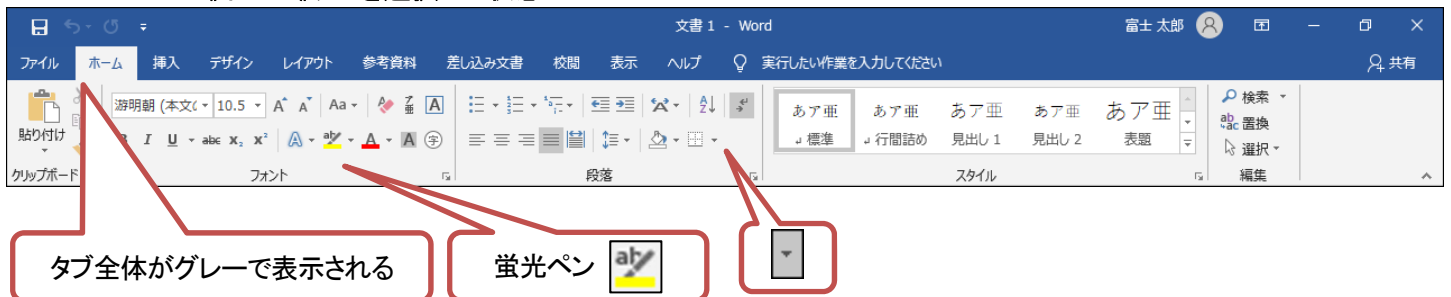 文書 1 - Word
富士 太郎
ファイル ホーム 挿入 デザイン レイアウト 参考資料 差し込み文書 校閲 表示 ヘルプ 実行したい作業を入力してください 共有
游明朝 (本文( 10.5 A A Aa A
あア亜 あア亜 あア亜 あア亜 あア亜
検索
貼り付け
I U abc X₂ X² A aby A A 字
標準 行間詰め 見出し 1 見出し 2 表題
置換
選択
クリップボード フォント 段落 スタイル 編集
タブ全体がグレーで表示される
蛍光ペン